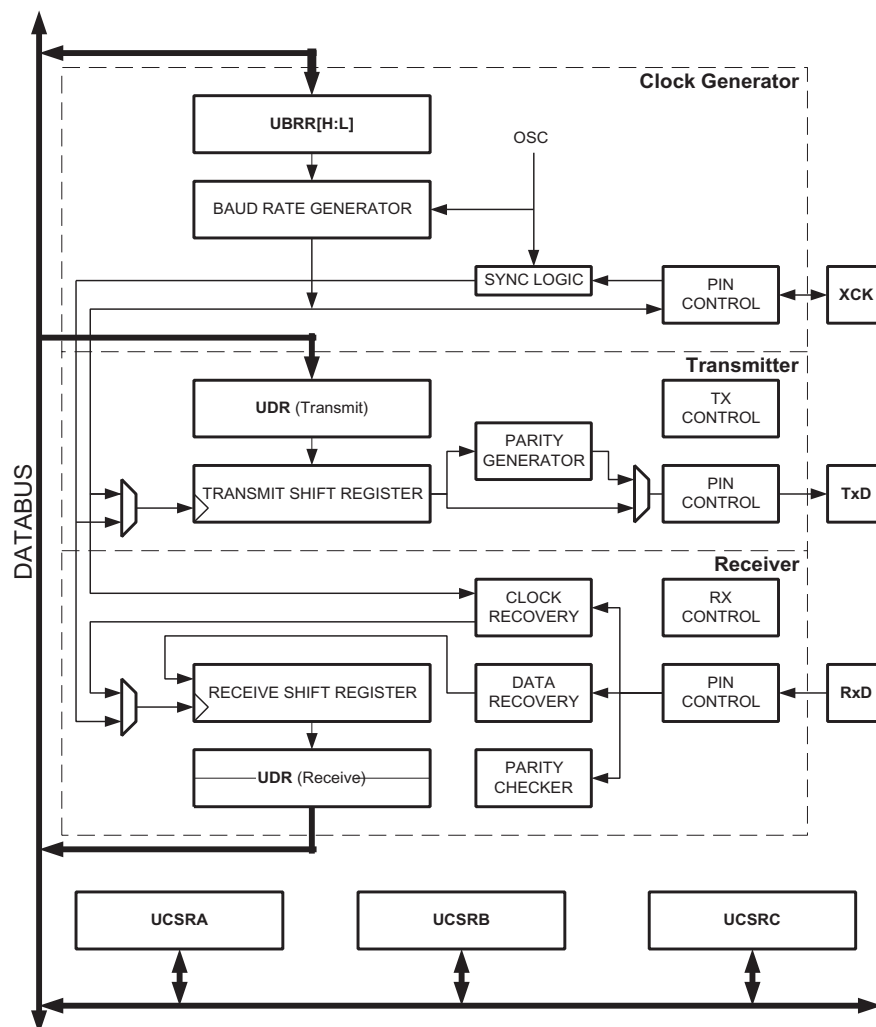 Clock Generator
UBRR[H:L]
OSC
BAUD RATE GENERATOR
SYNC LOGIC
PIN
CONTROL
XCK
Transmitter
UDR (Transmit)
TX
CONTROL
PARITY
GENERATOR
TRANSMIT SHIFT REGISTER
PIN
CONTROL
TxD
DATABUS
Receiver
CLOCK
RECOVERY
RX
CONTROL
RECEIVE SHIFT REGISTER
DATA
RECOVERY
PIN
CONTROL
RxD
UDR (Receive)
PARITY
CHECKER
UCSRA
UCSRB
UCSRC